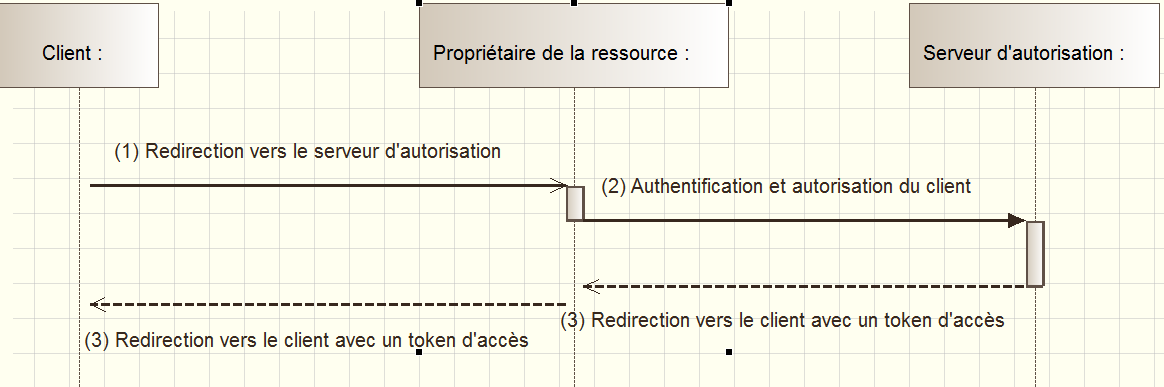 Client :
Propriétaire de la ressource :
Serveur d'autorisation :
(1) Redirection vers le serveur d'autorisation
(2) Authentification et autorisation du client
(3) Redirection vers le client avec un token d'accès
(3) Redirection vers le client avec un token d'accès